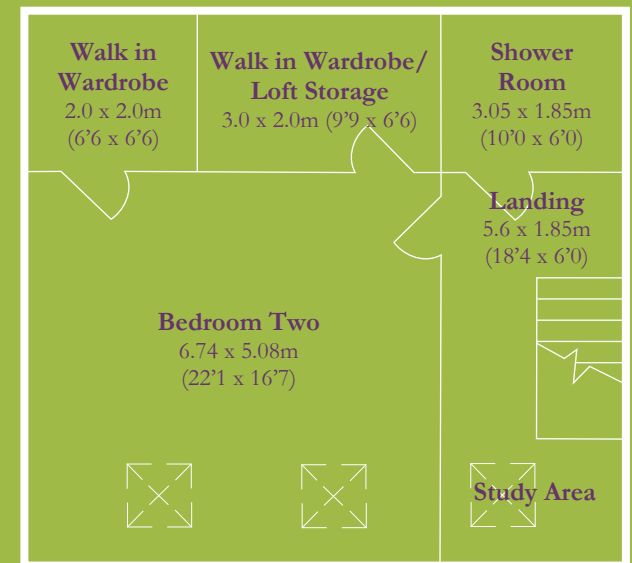 Walk in
Wardrobe
2.0 x 2.0m
(6’6 x 6’6)
Walk in Wardrobe/
Loft Storage
3.0 x 2.0m (9’9 x 6’6)
Shower
Room
3.05 x 1.85m
(10’0 x 6’0)
Landing
5.6 x 1.85m
(18’4 x 6’0)
Bedroom Two
6.74 x 5.08m
(22’1 x 16’7)
Study Area